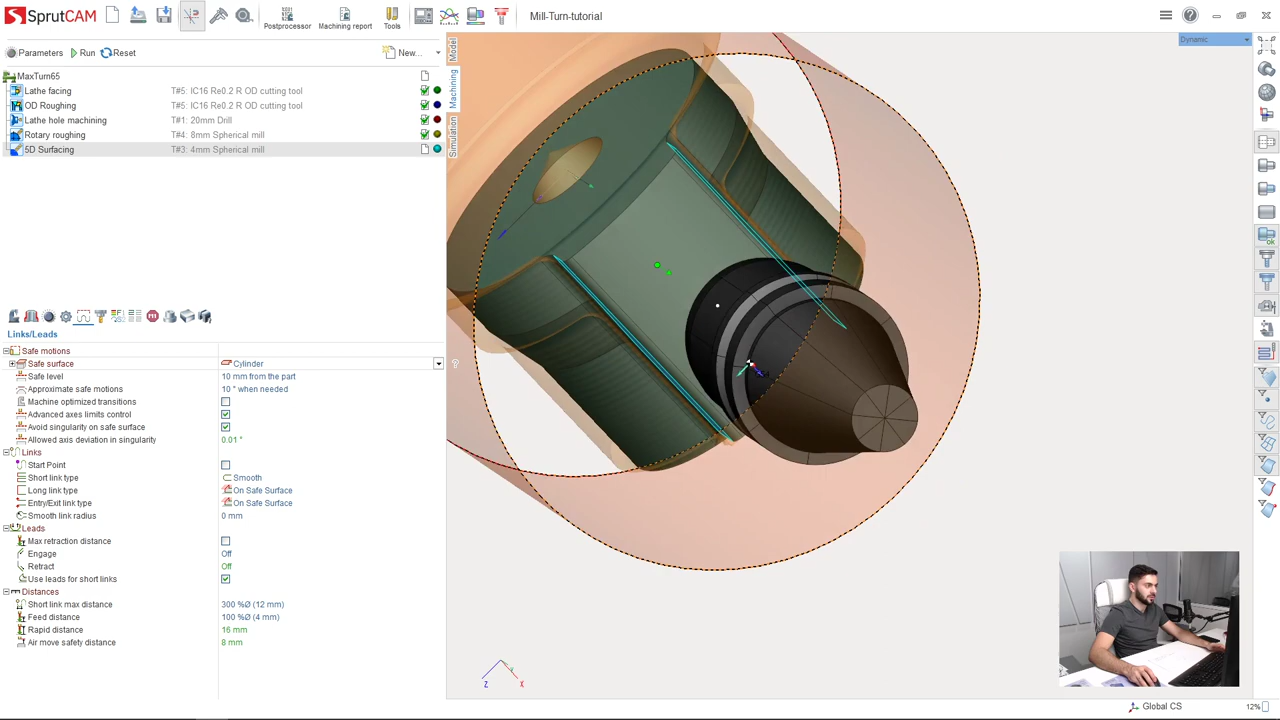 SprutCAM
Postprocessor
Machining report
Tools
Mill-Turn-tutorial
Parameters
Run
Reset
New...
Dynamic
Model
Machining
Simulation
MaxTurn65
Lathe facing T#5: IC16 Re0.2 R OD cutting tool
OD Roughing T#5: IC16 Re0.2 R OD cutting tool
Lathe hole machining T#1: 20mm Drill
Rotary roughing T#4: 8mm Spherical mill
5D Surfacing T#3: 4mm Spherical mill
Links/Leads
Safe motions
Safe surface Cylinder
Safe level 10 mm from the part
Approximate safe motions 10 ° when needed
Machine optimized transitions
Advanced axes limits control
Avoid singularity on safe surface
Allowed axis deviation in singularity 0.01 °
Links
Start Point
Short link type Smooth
Long link type On Safe Surface
Entry/Exit link type On Safe Surface
Smooth link radius 0 mm
Leads
Max retraction distance
Engage Off
Retract Off
Use leads for short links
Distances
Short link max distance 300 %Ø (12 mm)
Feed distance 100 %Ø (4 mm)
Rapid distance 16 mm
Air move safety distance 8 mm
?
Z
X
Global CS
12%